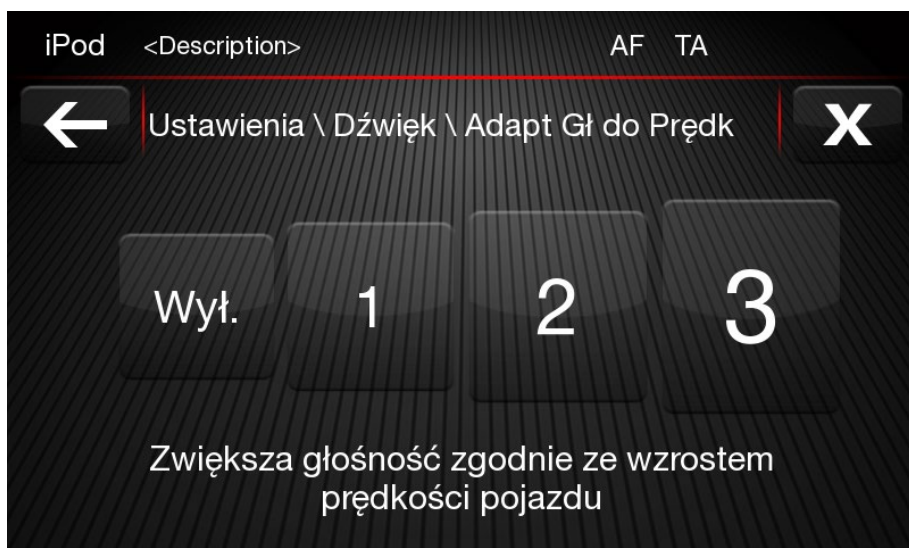 iPod <Description> AF TA
Ustawienia \ Dźwięk \ Adapt Gł do Prędk X
Wył. 1 2 3
Zwiększa głośność zgodnie ze wzrostem
prędkości pojazdu